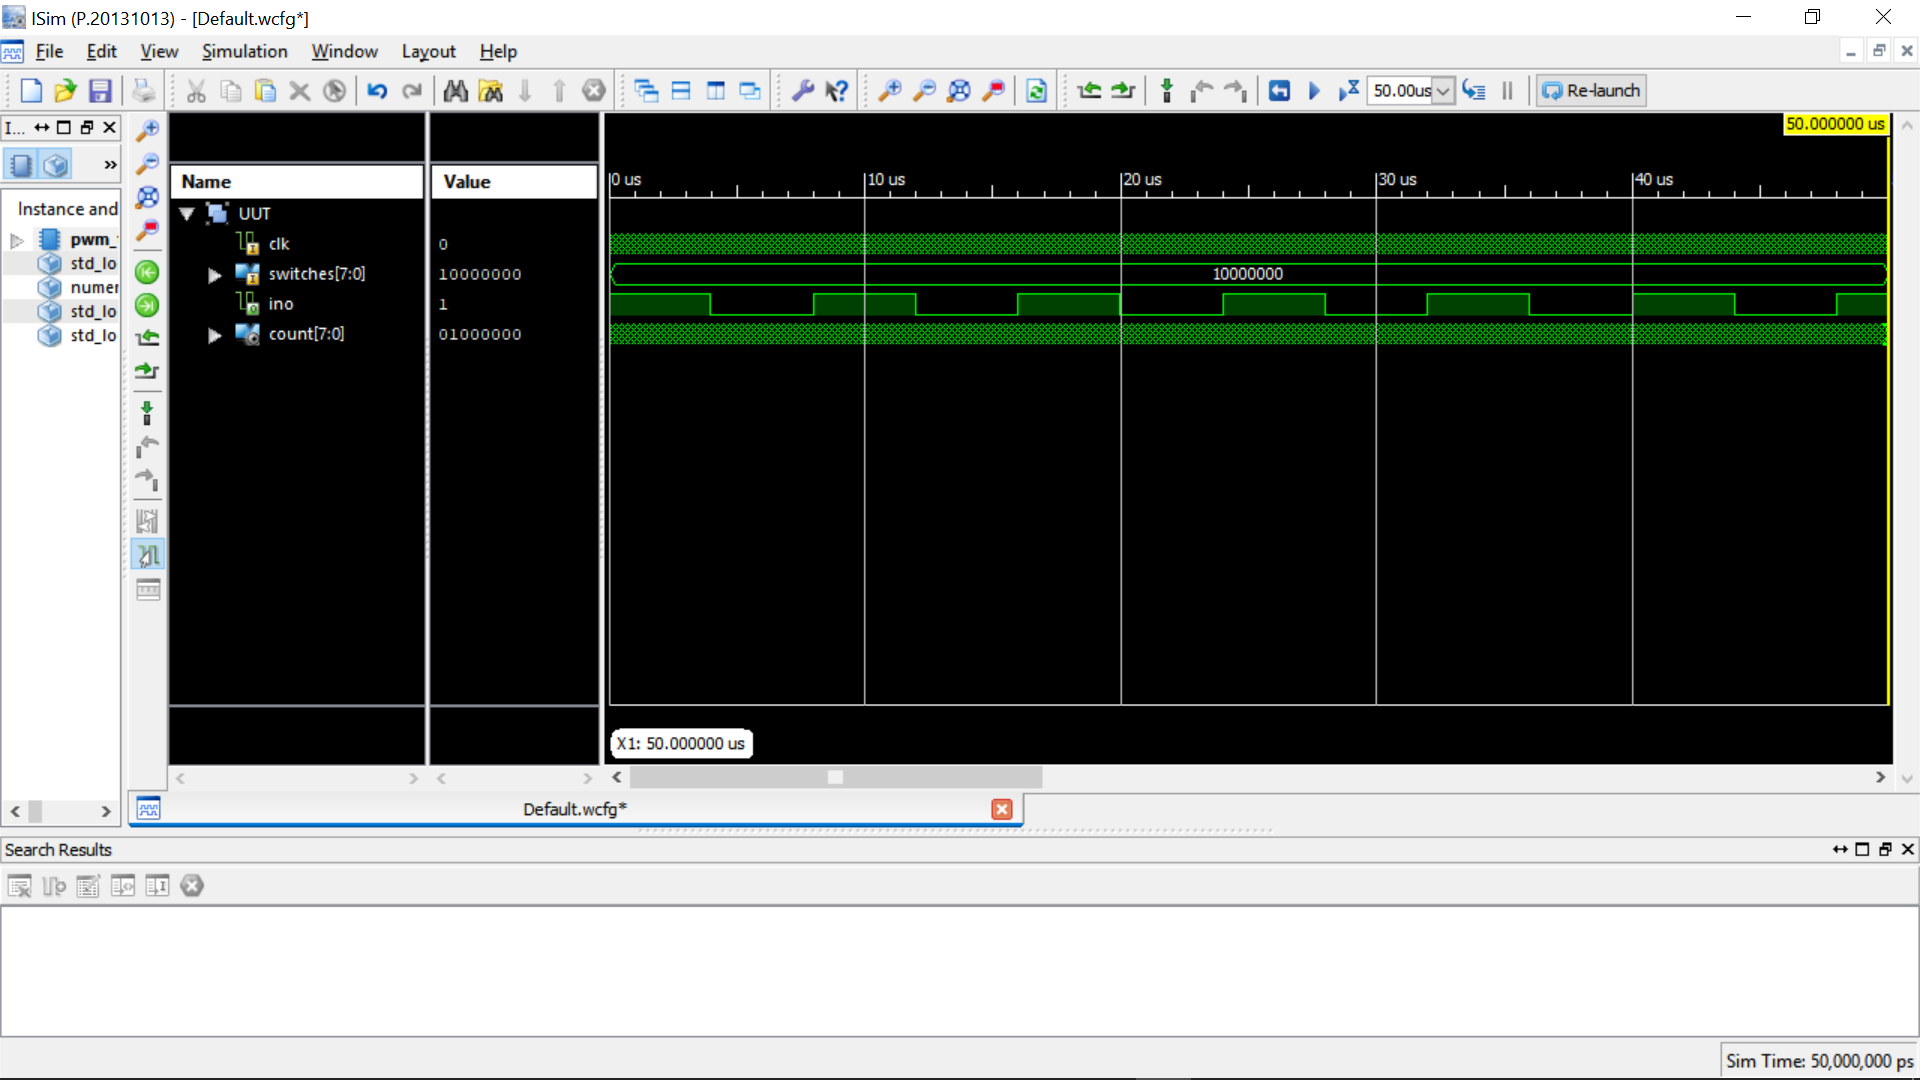 ISim (P.20131013) - [Default.wcfg*]
File Edit View Simulation Window Layout Help
50.00us Re-launch
I...
50.000000 us
Name Value
0 us 10 us 20 us 30 us 40 us
Instance and
UUT
pwm_
clk 0
std_lo
switches[7:0] 10000000 10000000
numer
ino 1
std_lo
count[7:0] 01000000
std_lo
X1: 50.000000 us
Default.wcfg*
Search Results
Sim Time: 50,000,000 ps